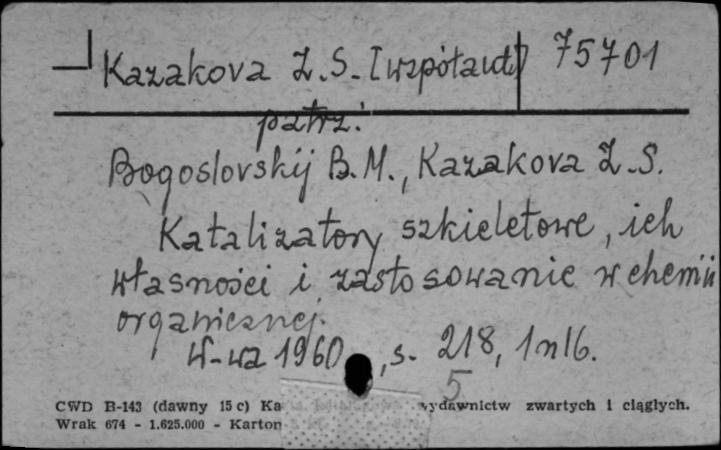 Kazakova Z.S. [współaut.] 75701
patrz:
Bogoslovskij B.M., Kazakova Z.S.
Katalizatory szkieletowe, ich
własności i zastosowanie w chemii
organicznej.
W-wa 1960, s. 218, 1 nlb.
5
CWD B-143 (dawny 15 c) Ka wydawnictw zwartych i ciągłych.
Wrak 674 - 1.625.000 - Karton